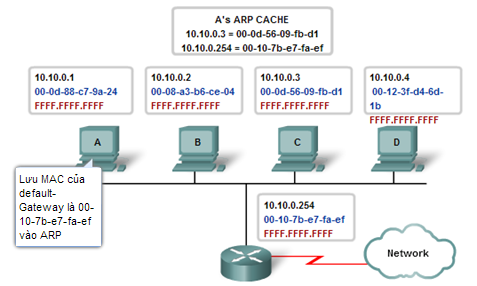 A's ARP CACHE
10.10.0.3 = 00-0d-56-09-fb-d1
10.10.0.254 = 00-10-7b-e7-fa-ef
10.10.0.1
00-0d-88-c7-9a-24
FFFF.FFFF.FFFF
10.10.0.2
00-08-a3-b6-ce-04
FFFF.FFFF.FFFF
10.10.0.3
00-0d-56-09-fb-d1
FFFF.FFFF.FFFF
10.10.0.4
00-12-3f-d4-6d-
1b
FFFF.FFFF.FFFF
A
B
C
D
Lưu MAC của
default-
Gateway là 00-
10-7b-e7-fa-ef
vào ARP
10.10.0.254
00-10-7b-e7-fa-ef
FFFF.FFFF.FFFF
Network